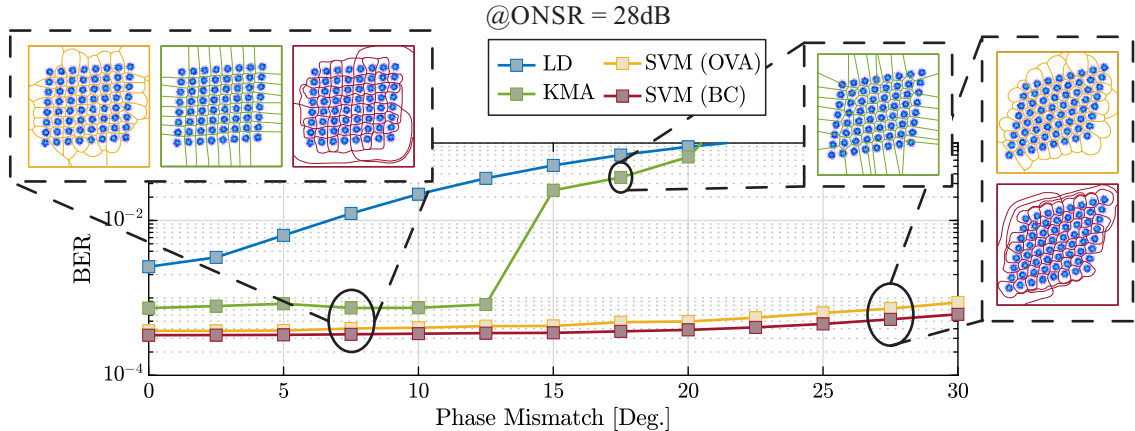 @ONSR = 28dB
LD
SVM (OVA)
KMA
SVM (BC)
BER
10⁻²
10⁻⁴
0
5
10
15
20
25
30
Phase Mismatch [Deg.]